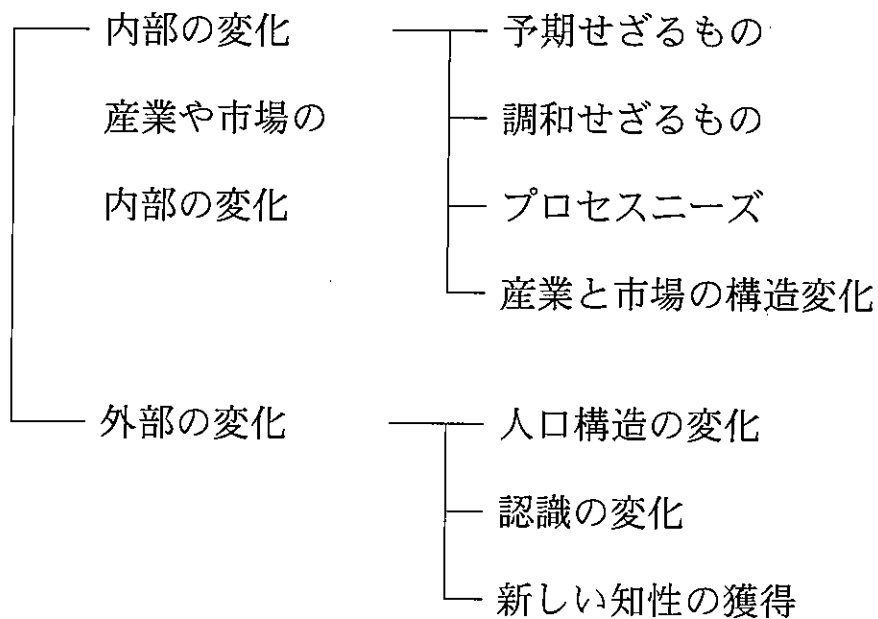 内部の変化
予期せざるもの
産業や市場の
調和せざるもの
内部の変化
プロセスニーズ
産業と市場の構造変化
外部の変化
人口構造の変化
認識の変化
新しい知性の獲得